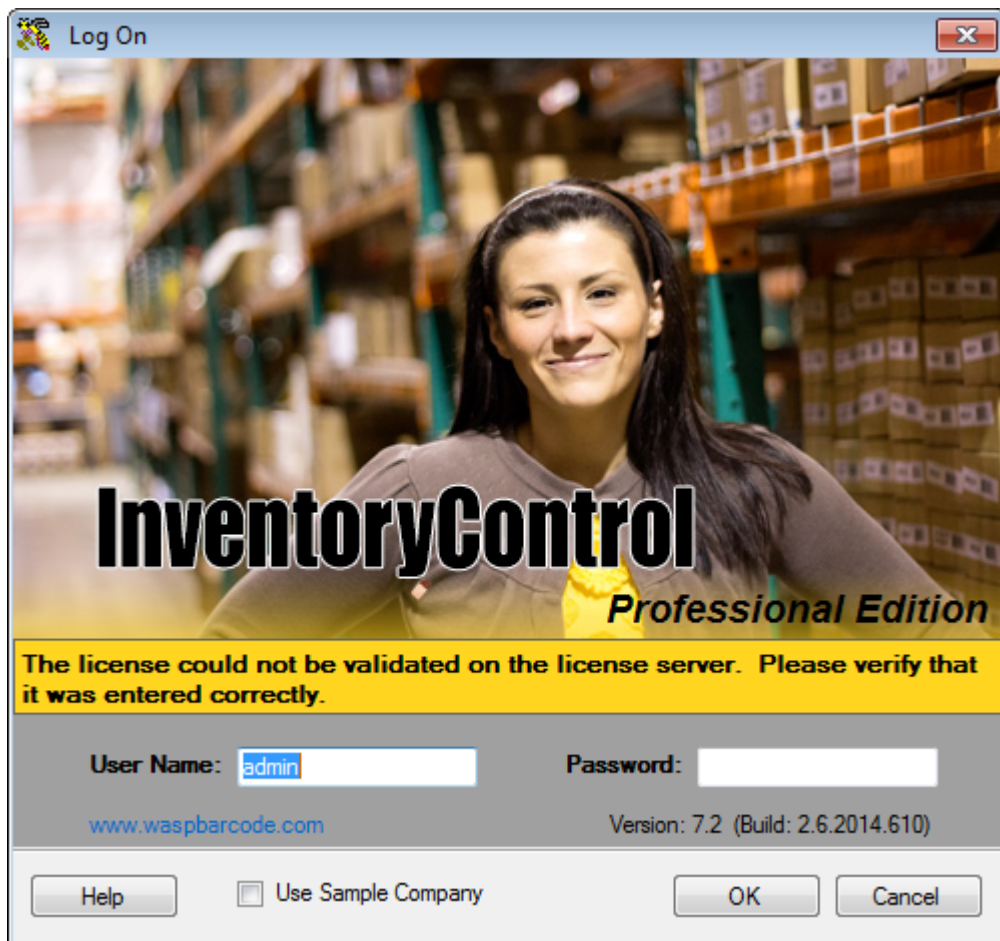 Log On
InventoryControl
Professional Edition
The license could not be validated on the license server.  Please verify that
it was entered correctly.
User Name: admin Password:
www.waspbarcode.com Version: 7.2 (Build: 2.6.2014.610)
Help Use Sample Company OK Cancel